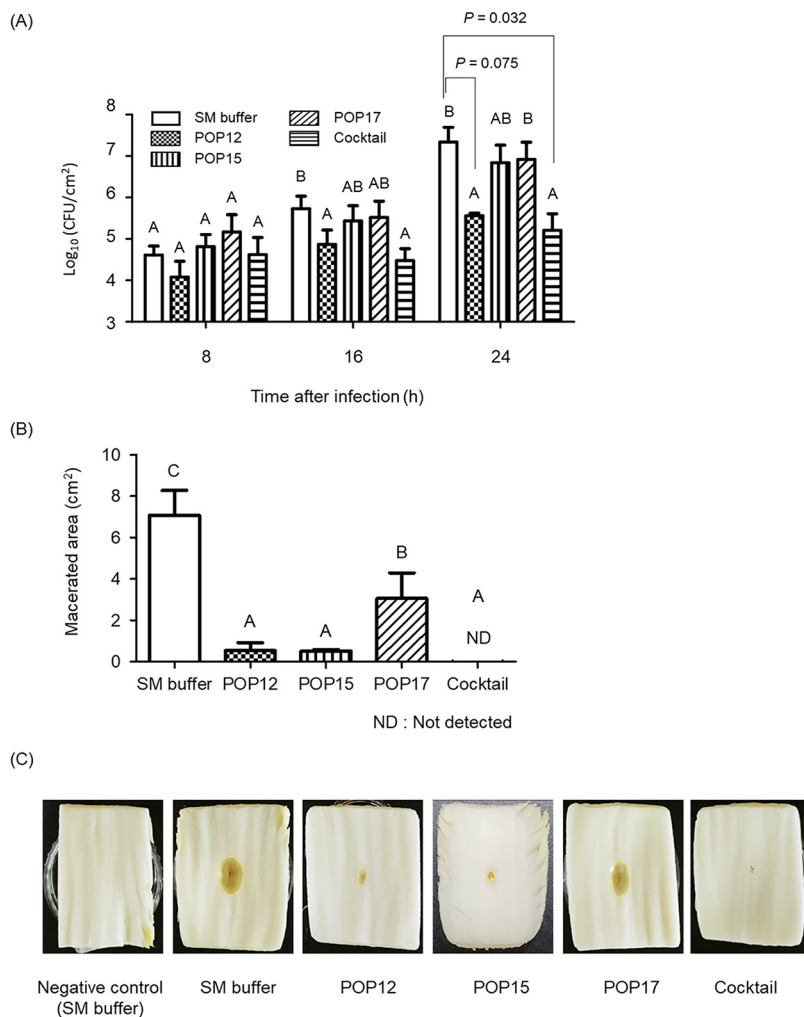 (A)
P = 0.032
P = 0.075
B
AB
B
A
A
8
7
6
5
4
3
Log10 (CFU/cm2)
SM buffer
POP12
POP15
POP17
Cocktail
A
A
A
A
A
B
A
AB
AB
A
8
16
24
Time after infection (h)
(B)
10
8
6
4
2
0
Macerated area (cm2)
C
A
A
B
A
ND
SM buffer
POP12
POP15
POP17
Cocktail
ND : Not detected
(C)
Negative control
(SM buffer)
SM buffer
POP12
POP15
POP17
Cocktail